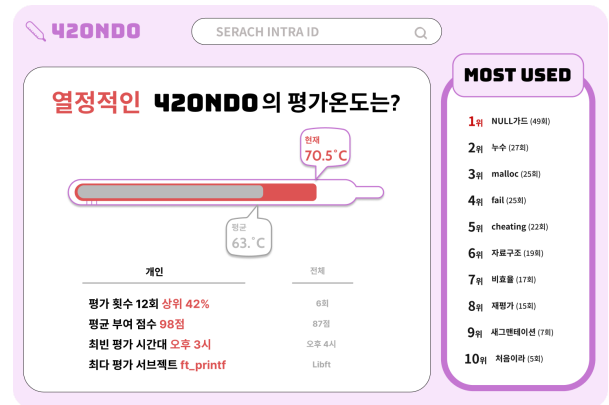 42ONDO
SERACH INTRA ID
열정적인 42ONDO의 평가온도는?
현재
70.5°C
평균
63.°C
개인 전체
평가 횟수 12회 상위 42% 6회
평균 부여 점수 98점 87점
최빈 평가 시간대 오후 3시 오후 4시
최다 평가 서브젝트 ft_printf Libft
MOST USED
1위 NULL가드 (49회)
2위 누수 (27회)
3위 malloc (25회)
4위 fail (25회)
5위 cheating (22회)
6위 자료구조 (19회)
7위 비효율 (17회)
8위 재평가 (15회)
9위 새그멘테이션 (7회)
10위 처음이라 (5회)